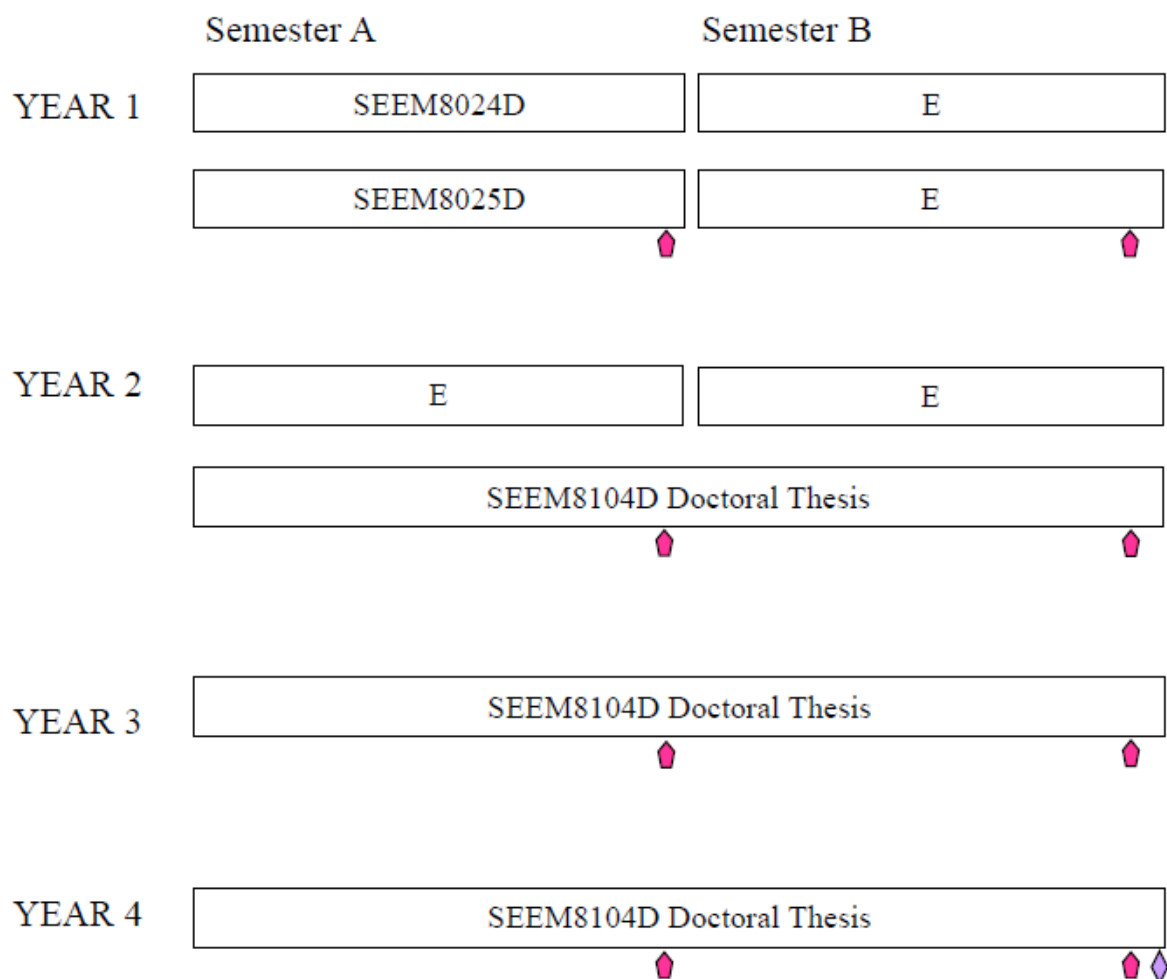 Semester A Semester B
YEAR 1 SEEM8024D E
SEEM8025D E
YEAR 2 E E
SEEM8104D Doctoral Thesis
YEAR 3 SEEM8104D Doctoral Thesis
YEAR 4 SEEM8104D Doctoral Thesis